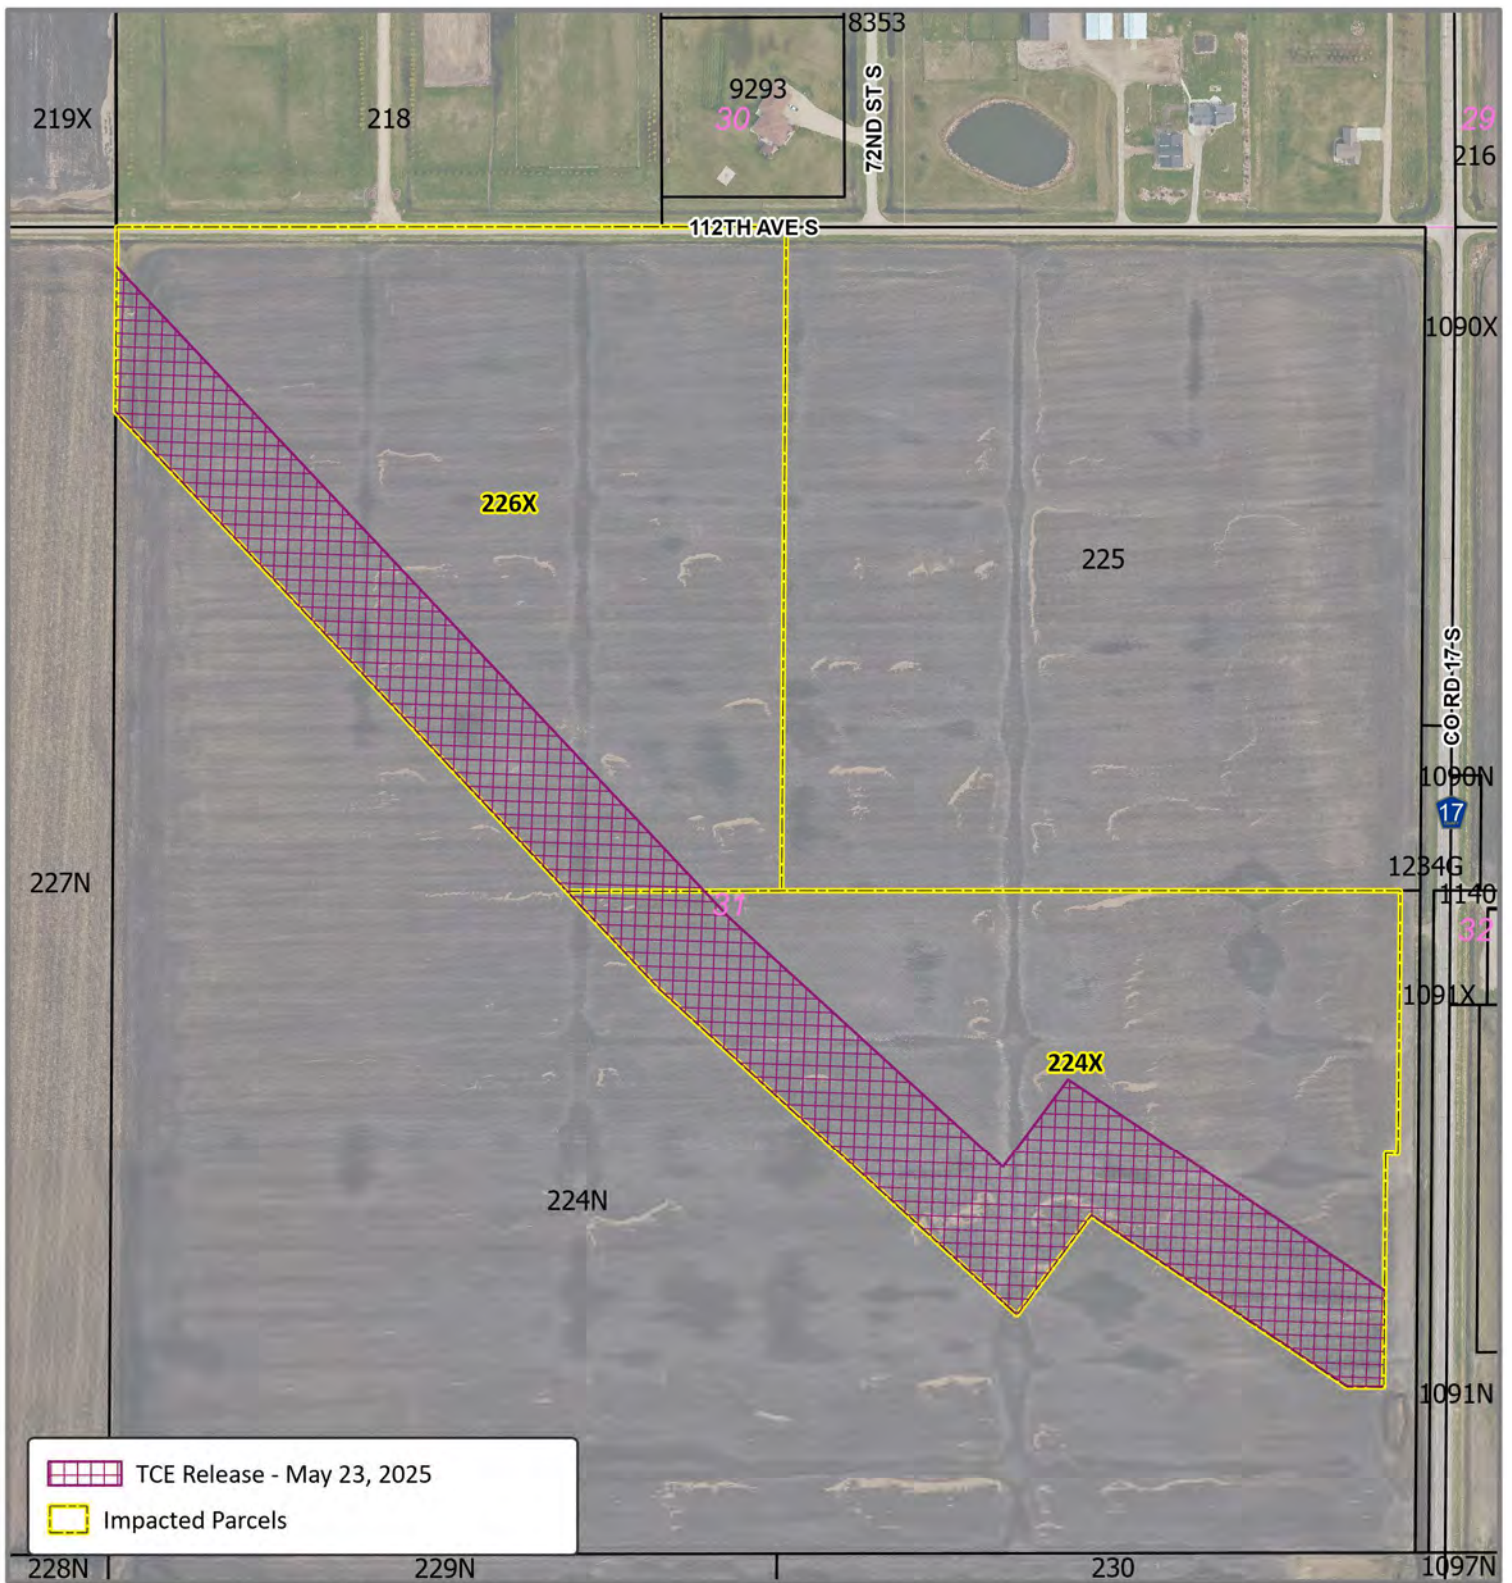 8353
9293
219X
218
30
72ND ST S
29
216
112TH AVE S
1090X
226X
225
CO RD 17 S
1090N
17
1234G
227N
1140
31
32
1091X
224X
224N
1091N
TCE Release - May 23, 2025
Impacted Parcels
228N
229N
230
1097N